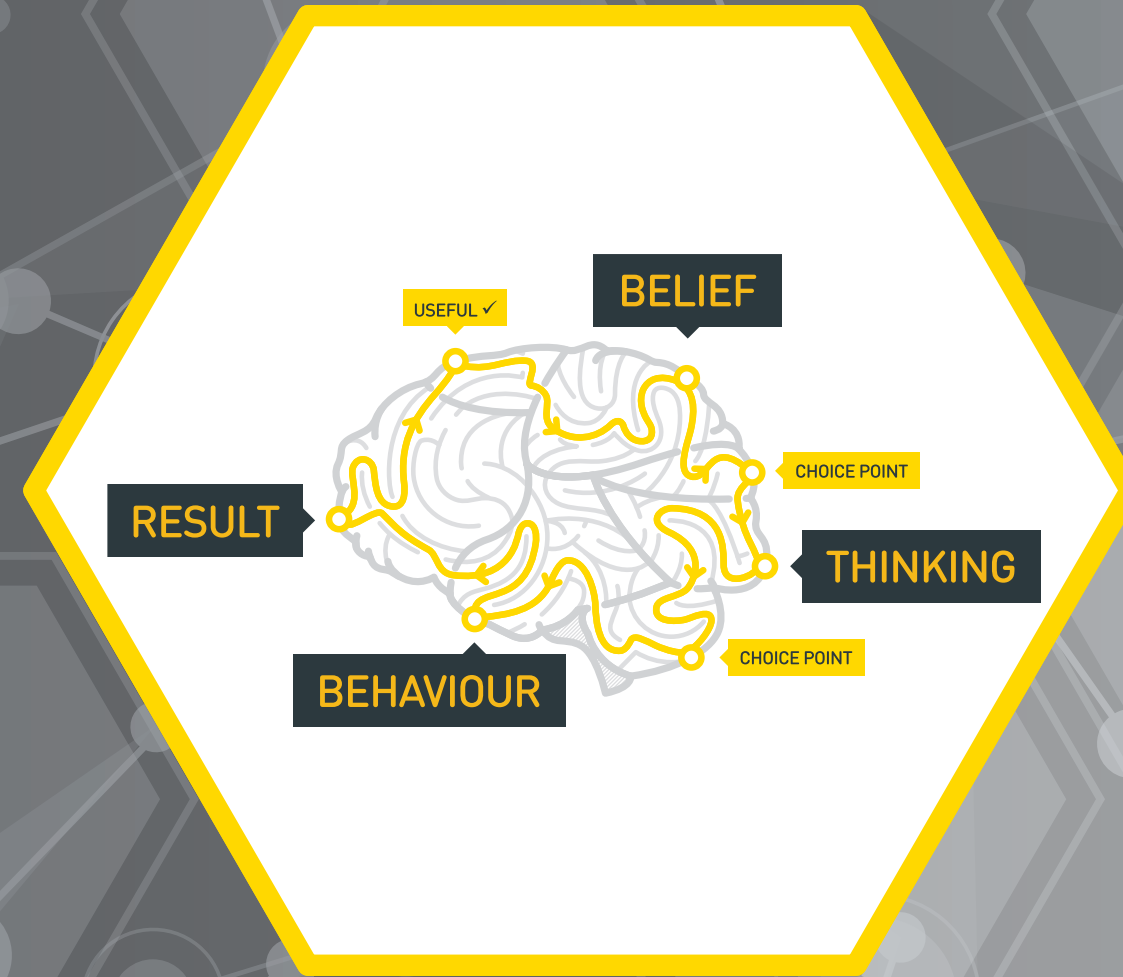 BELIEF
USEFUL ✓
CHOICE POINT
RESULT
THINKING
CHOICE POINT
BEHAVIOUR